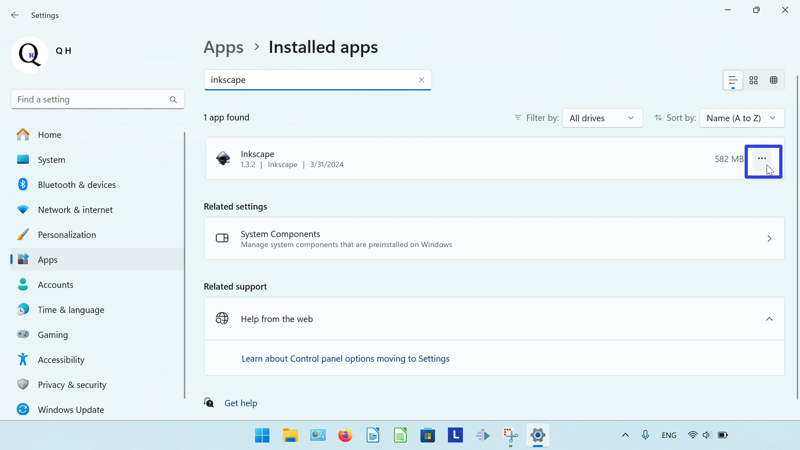 Settings
Q H
Q H
Find a setting
Home
System
Bluetooth & devices
Network & internet
Personalization
Apps
Accounts
Time & language
Gaming
Accessibility
Privacy & security
Windows Update
Apps > Installed apps
inkscape
1 app found
Filter by: All drives
Sort by: Name (A to Z)
Inkscape
1.3.2 | Inkscape | 3/31/2024
582 MB
Related settings
System Components
Manage system components that are preinstalled on Windows
Related support
Help from the web
Learn about Control panel options moving to Settings
Get help
L
ENG